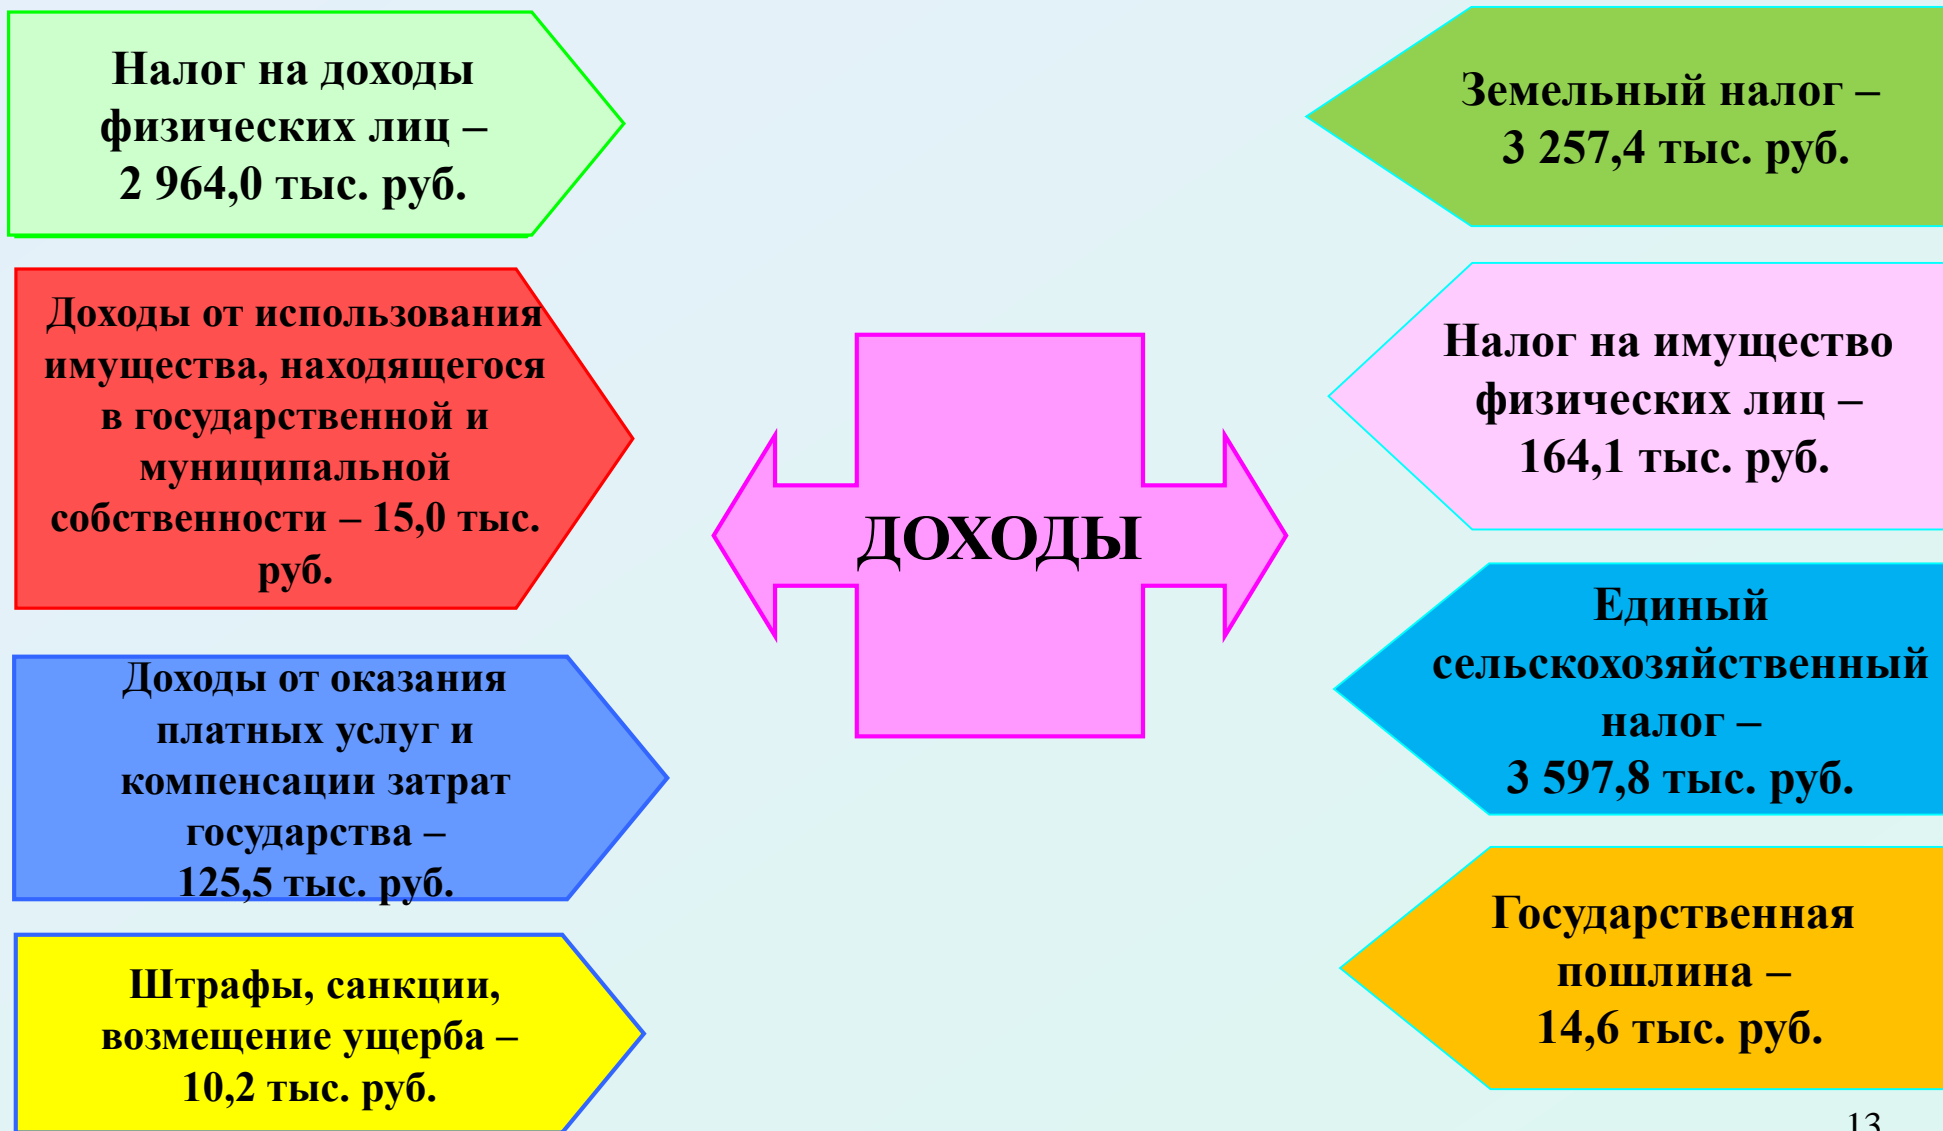 Налог на доходы
физических лиц –
2 964,0 тыс. руб.
Доходы от использования
имущества, находящегося
в государственной и
муниципальной
собственности – 15,0 тыс.
руб.
Доходы от оказания
платных услуг и
компенсации затрат
государства –
125,5 тыс. руб.
Штрафы, санкции,
возмещение ущерба –
10,2 тыс. руб.
ДОХОДЫ
Земельный налог –
3 257,4 тыс. руб.
Налог на имущество
физических лиц –
164,1 тыс. руб.
Единый
сельскохозяйственный
налог –
3 597,8 тыс. руб.
Государственная
пошлина –
14,6 тыс. руб.
13